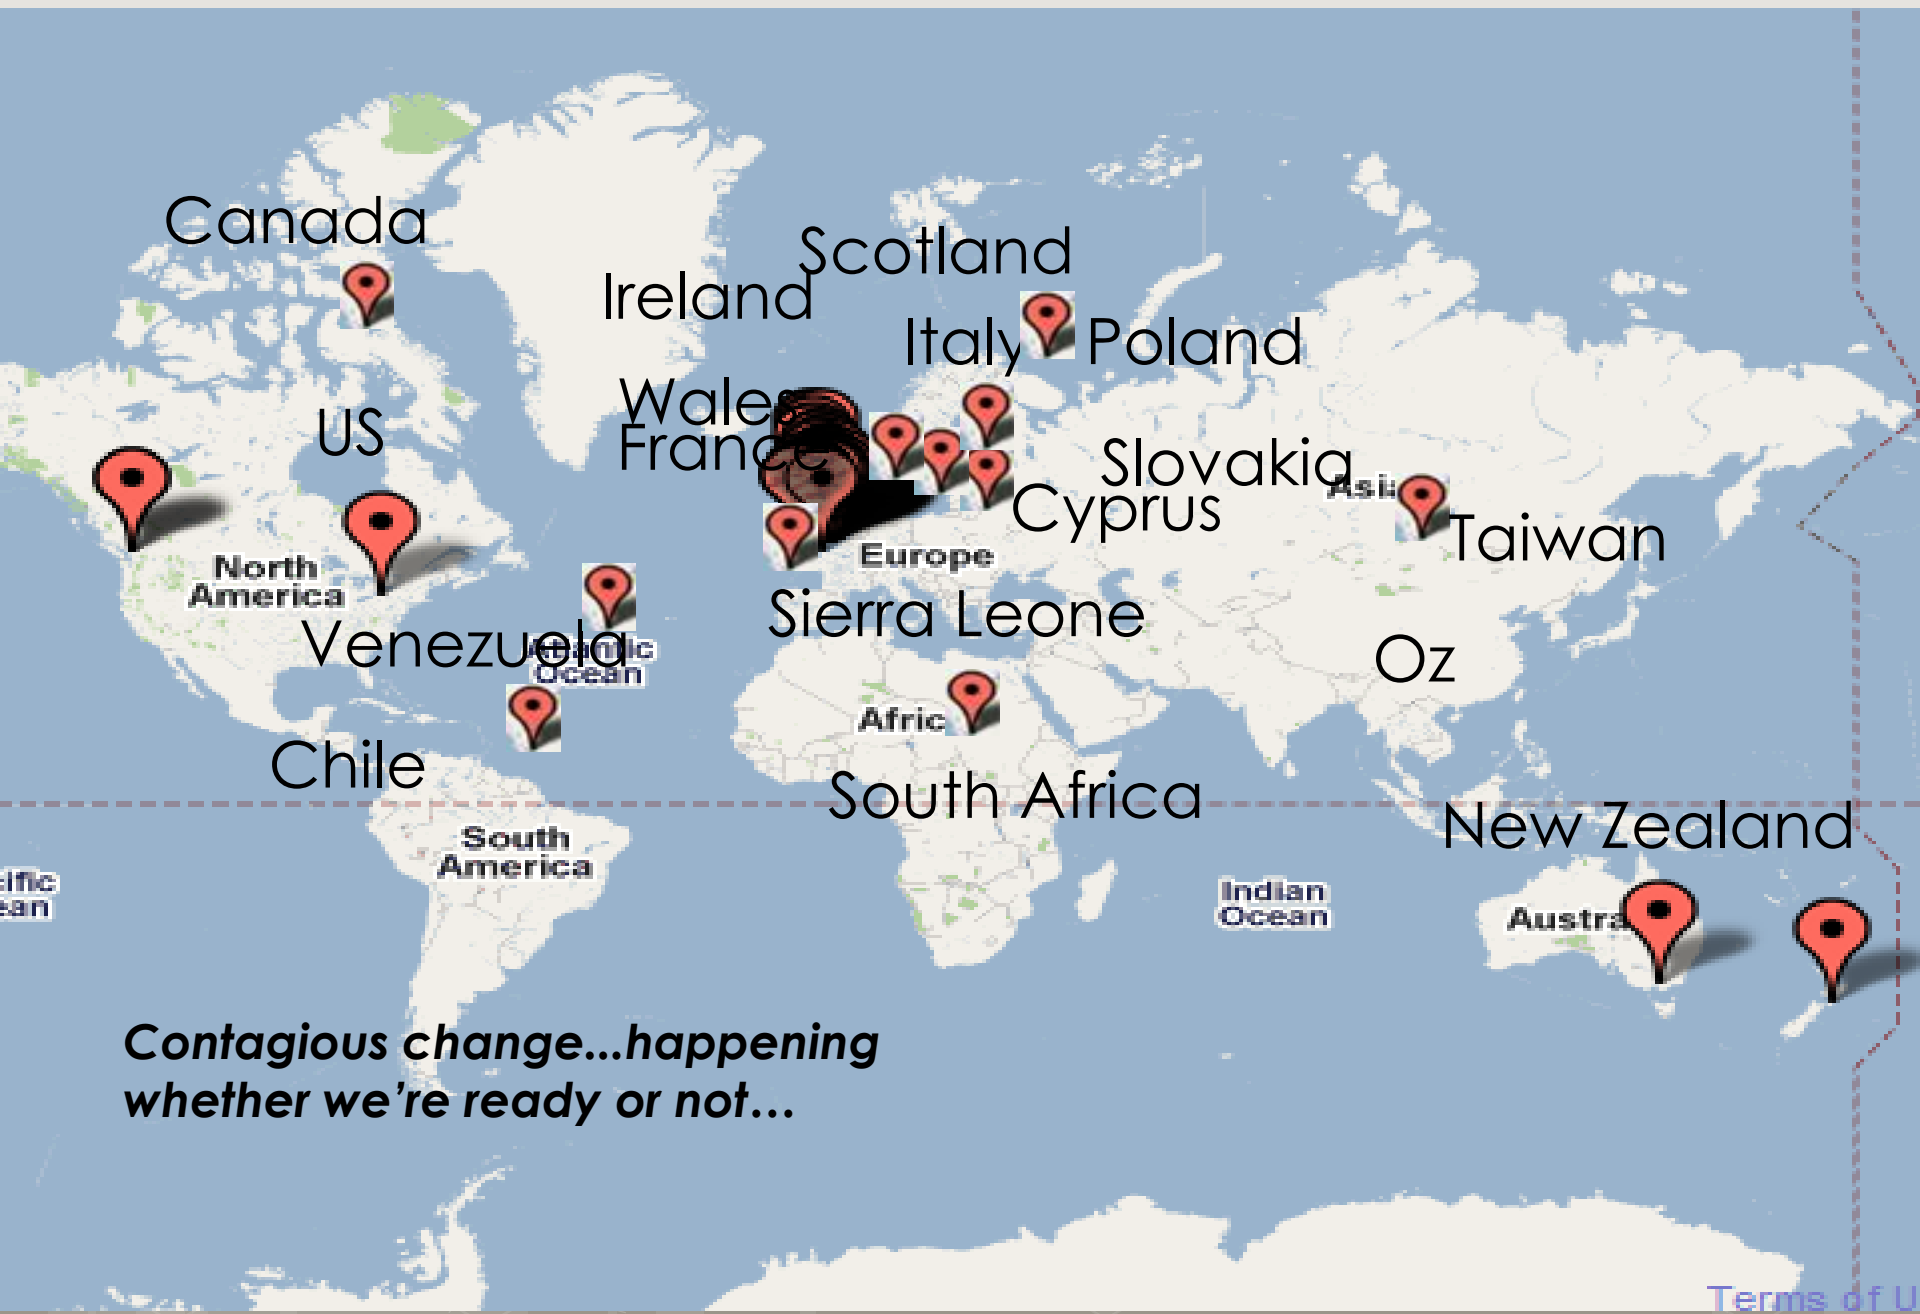 Canada
Scotland
Ireland
Italy
Poland
Wales
France
US
Slovakia
Asia
Cyprus
Taiwan
Europe
North
America
Sierra Leone
Venezuela
Atlantic
Ocean
Oz
Afric
Chile
South Africa
New Zealand
South
America
ific
ean
Indian
Ocean
Austra
Contagious change...happening
whether we're ready or not...
Terms of U